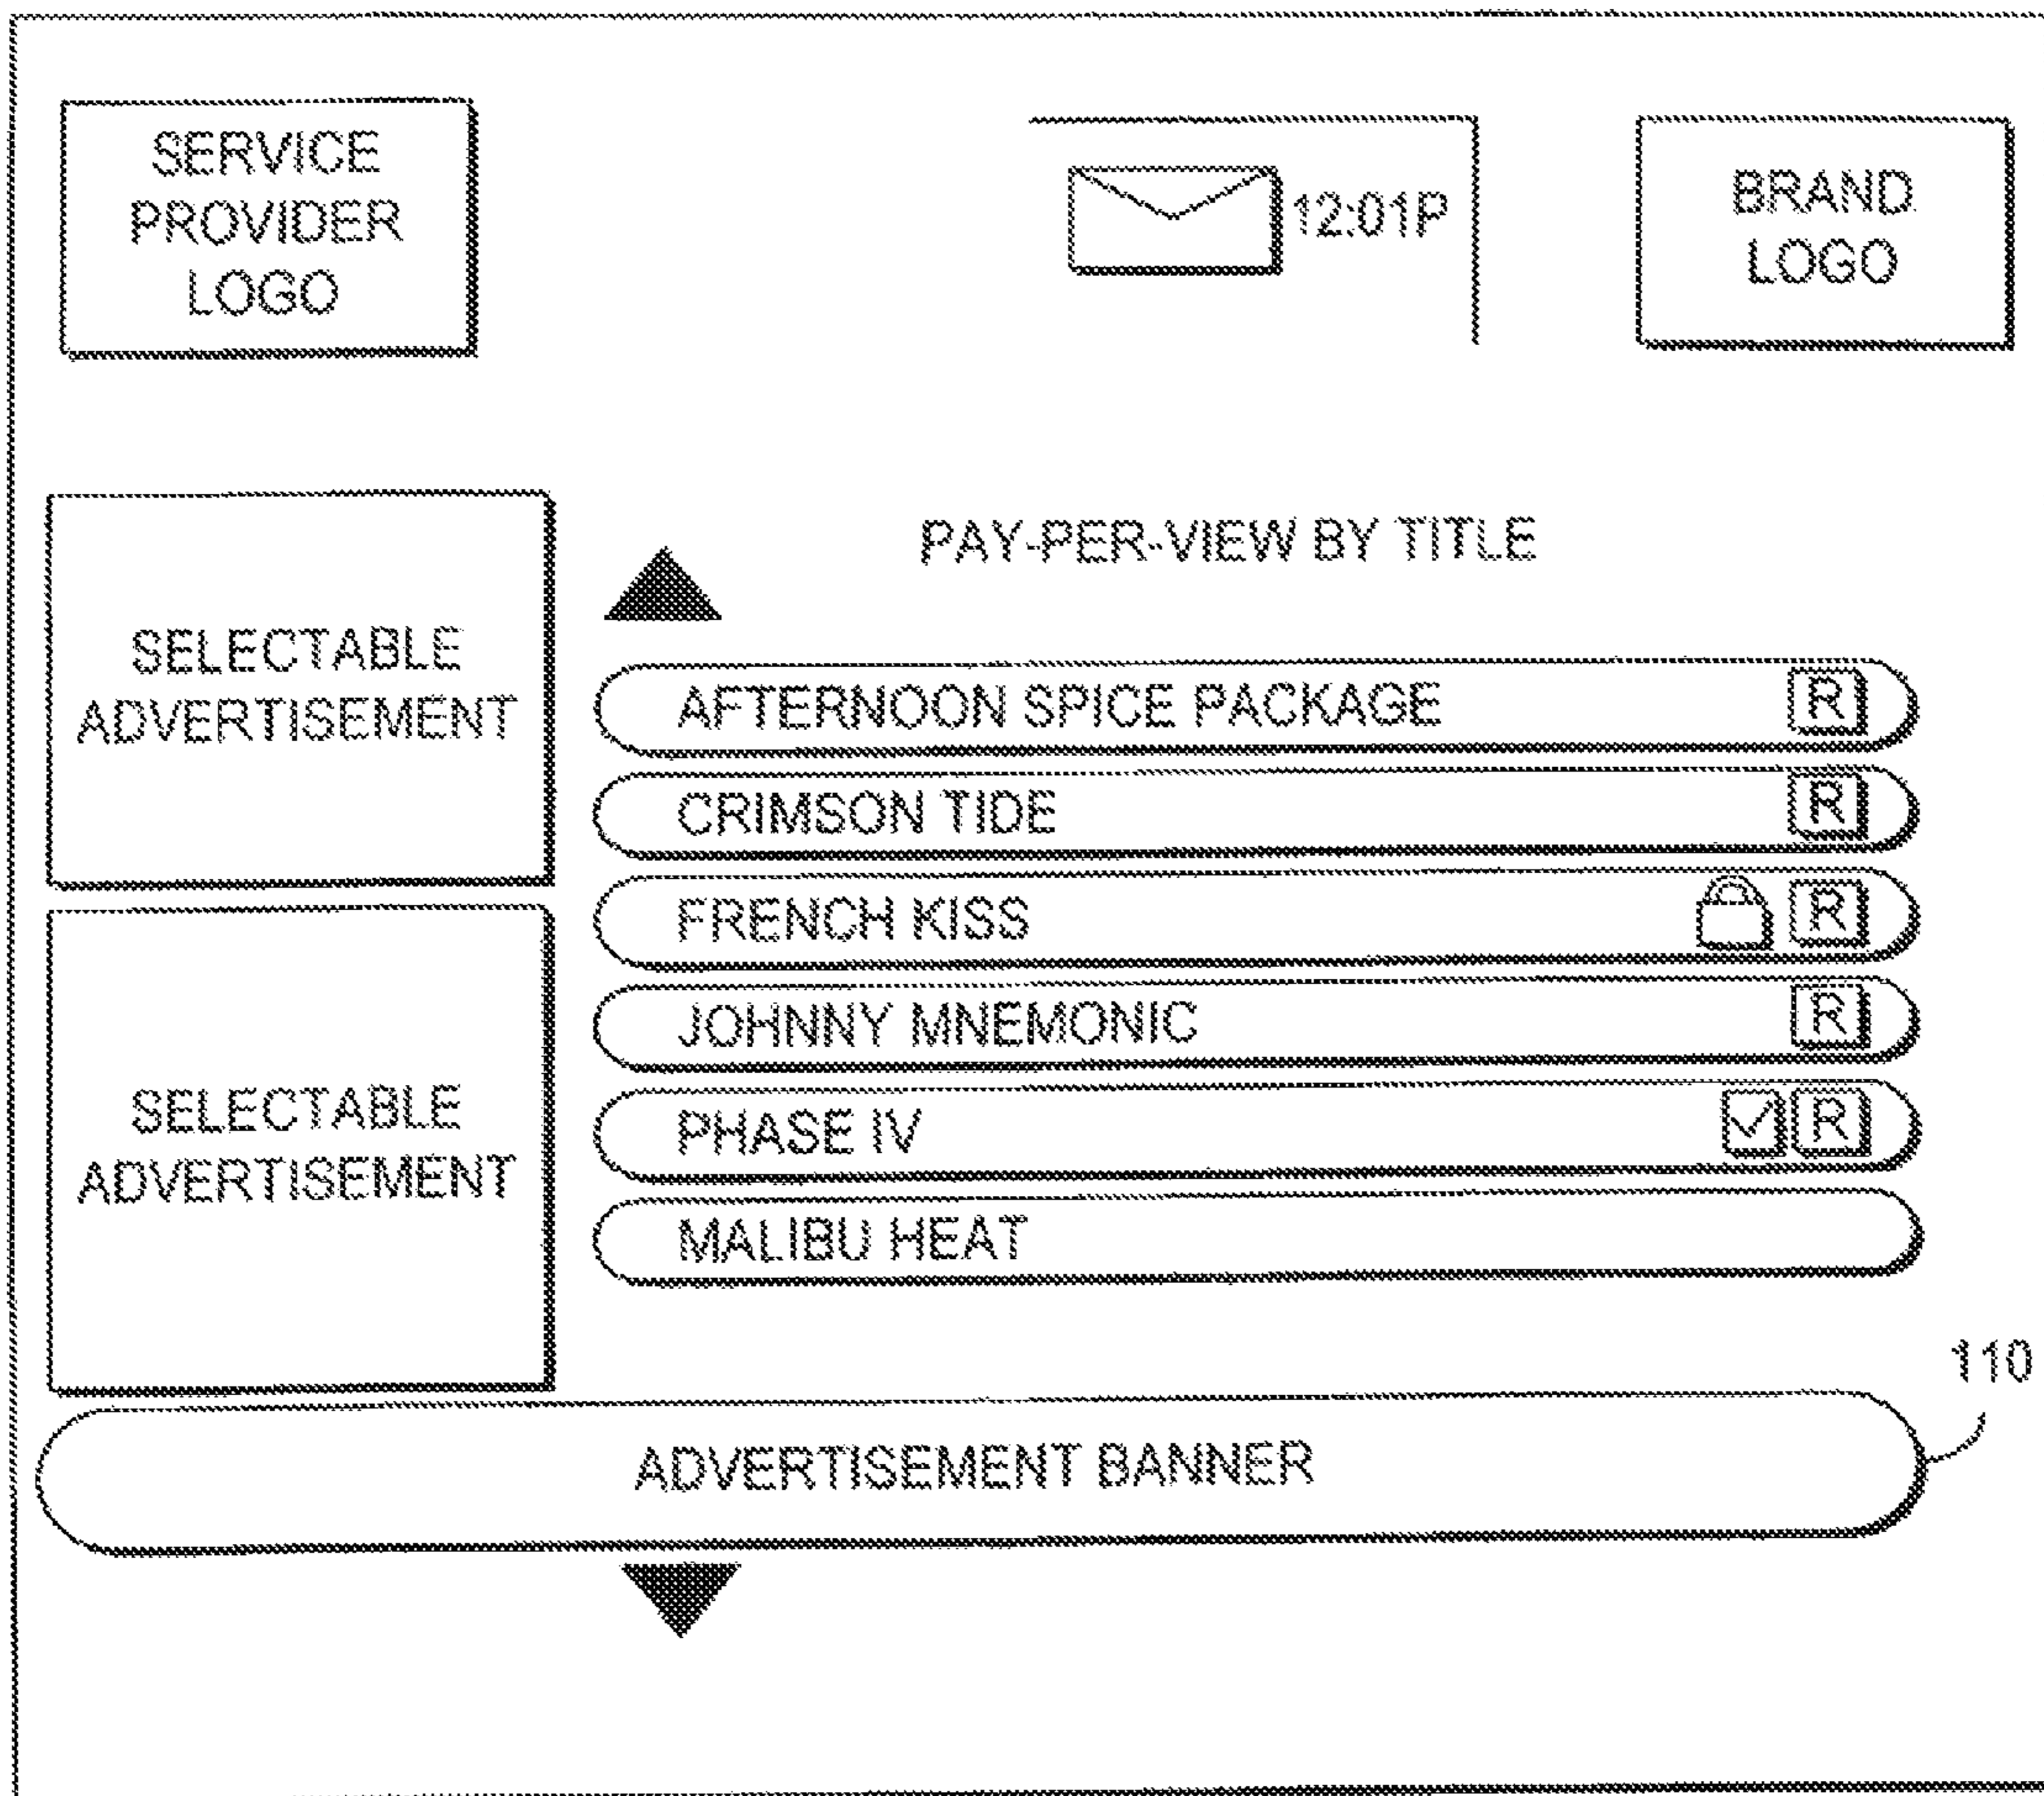 SERVICE
PROVIDER
LOGO
12:01P
BRAND
LOGO
PAY-PER-VIEW BY TITLE
SELECTABLE
ADVERTISEMENT
AFTERNOON SPICE PACKAGE R
CRIMSON TIDE R
FRENCH KISS R
JOHNNY MNEMONIC R
SELECTABLE
ADVERTISEMENT
PHASE IV R
MALIBU HEAT
110
ADVERTISEMENT BANNER